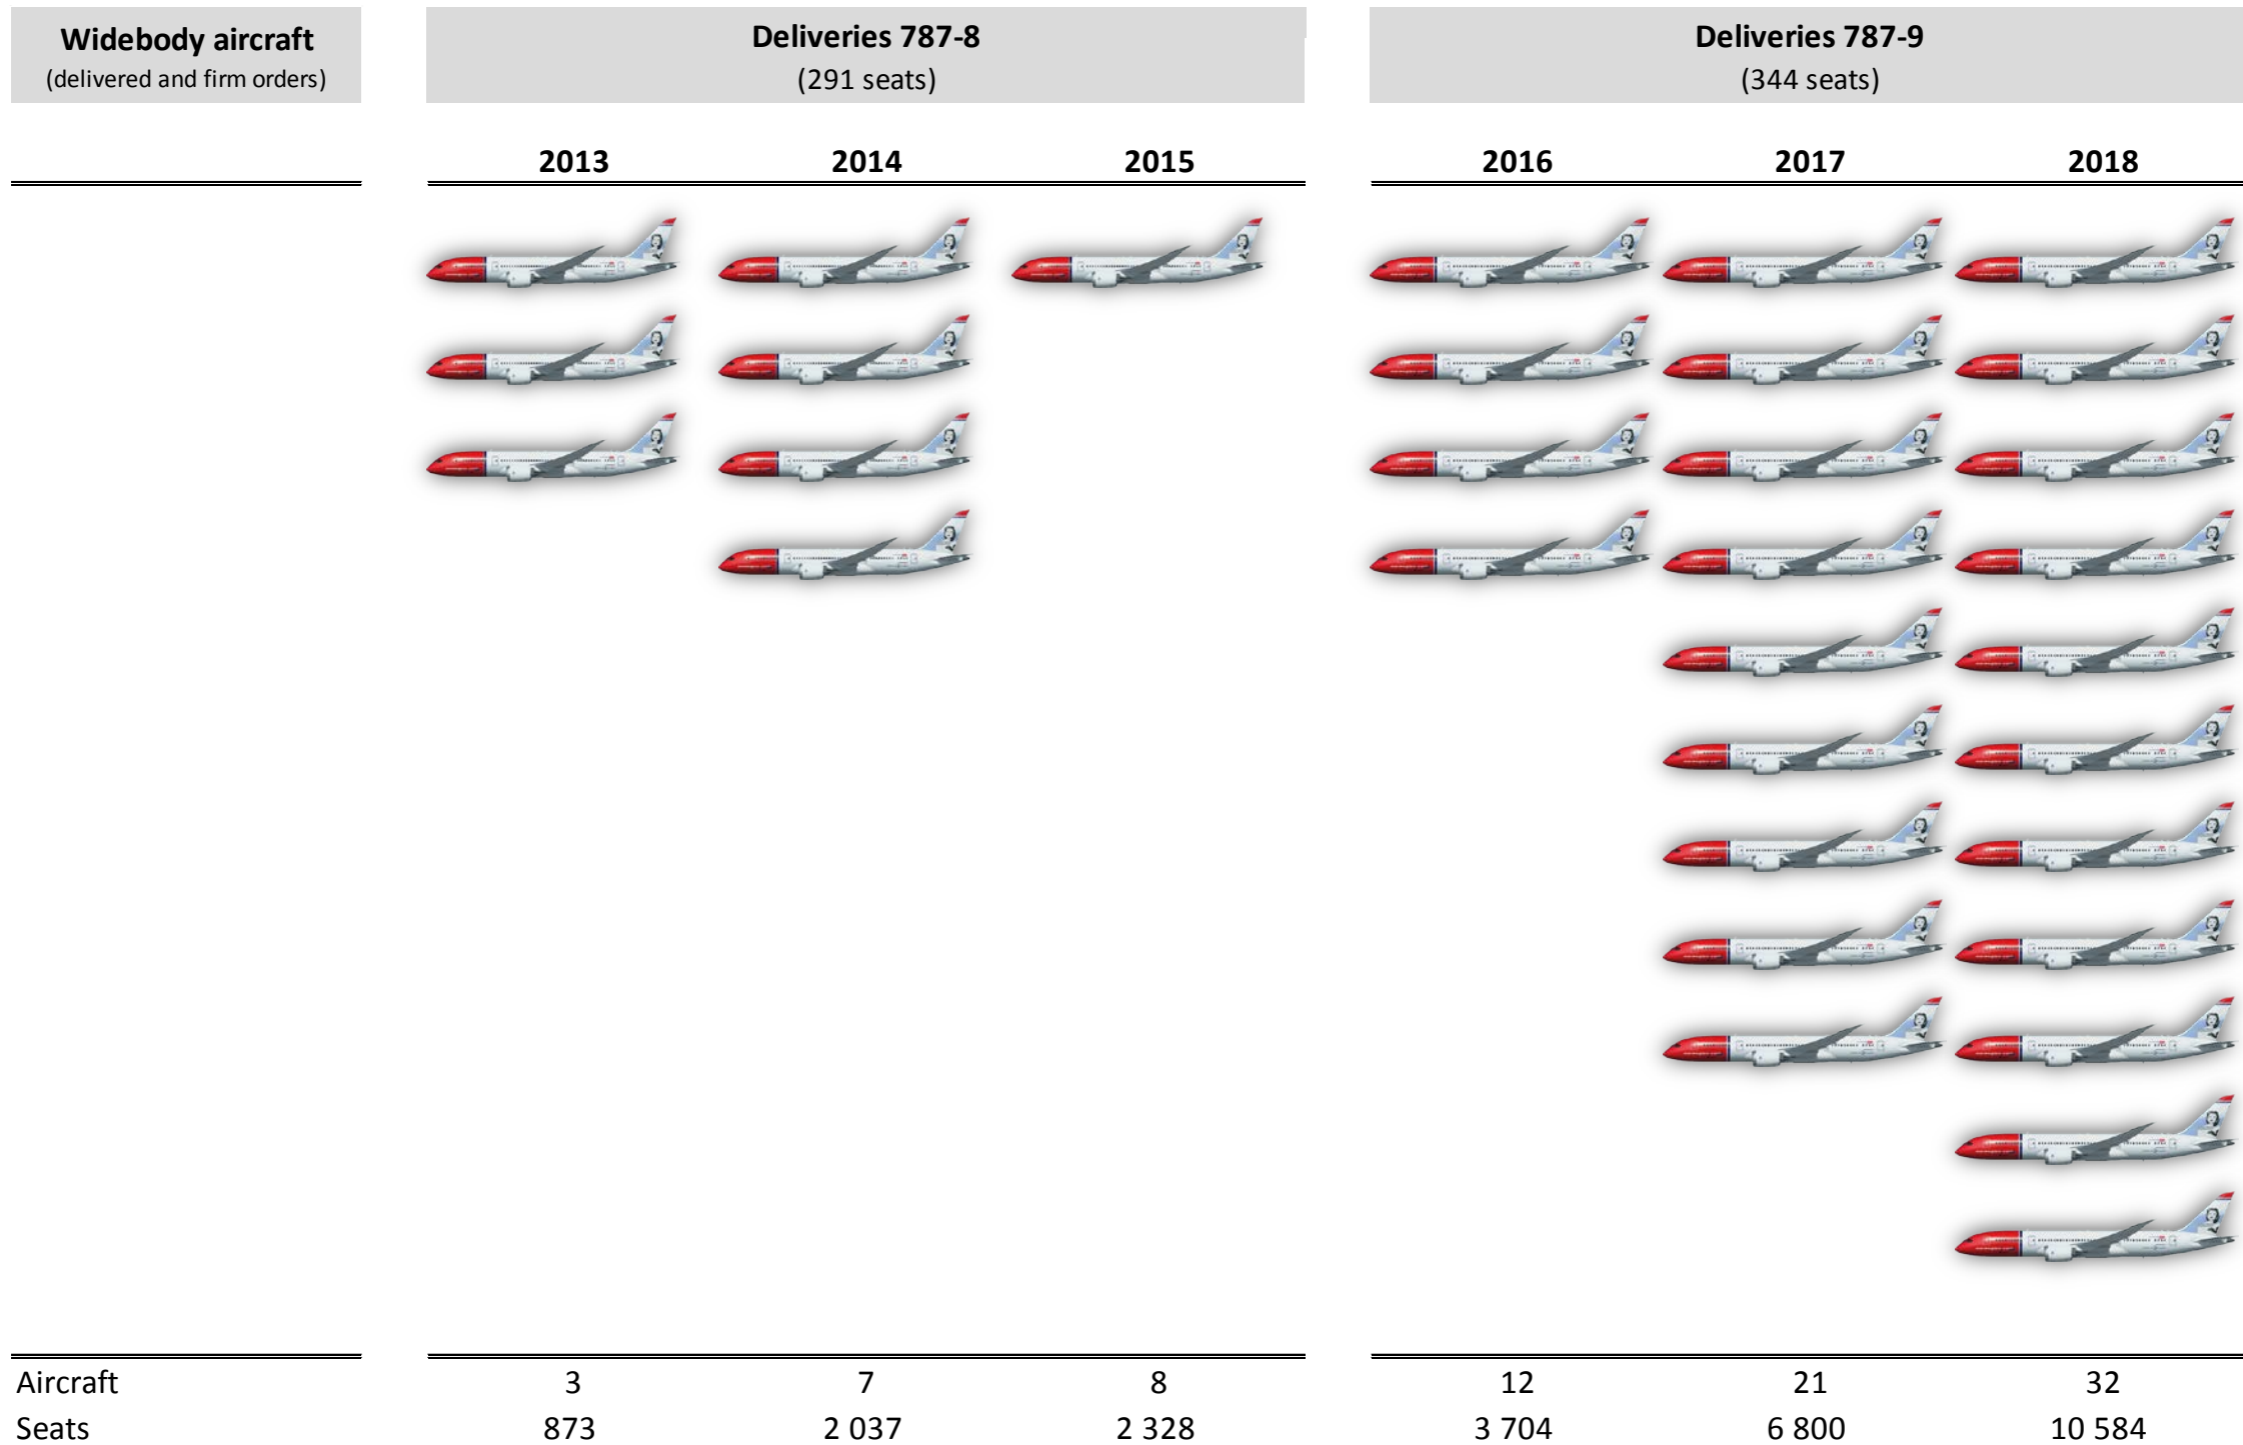 Widebody aircraft
(delivered and firm orders)
Deliveries 787-8
(291 seats)
Deliveries 787-9
(344 seats)
2013 2014 2015 2016 2017 2018
Aircraft 3 7 8 12 21 32
Seats 873 2 037 2 328 3 704 6 800 10 584